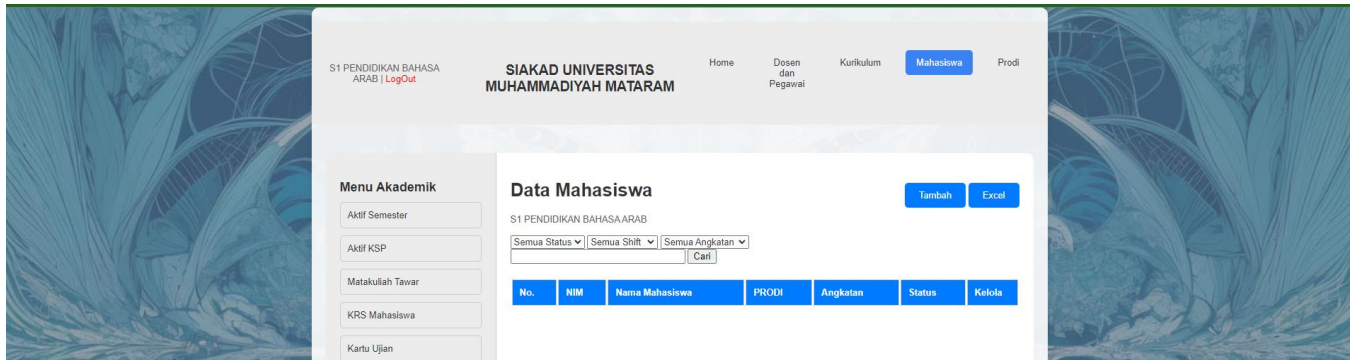 S1 PENDIDIKAN BAHASA
ARAB | LogOut
SIAKAD UNIVERSITAS
MUHAMMADIYAH MATARAM
Home
Dosen
dan
Pegawai
Kurikulum
Mahasiswa
Prodi
Menu Akademik
Aktif Semester
Aktif KSP
Matakuliah Tawar
KRS Mahasiswa
Kartu Ujian
Data Mahasiswa
Tambah
Excel
S1 PENDIDIKAN BAHASA ARAB
Semua Status Semua Shift Semua Angkatan
Cari
No. NIM Nama Mahasiswa PRODI Angkatan Status Kelola